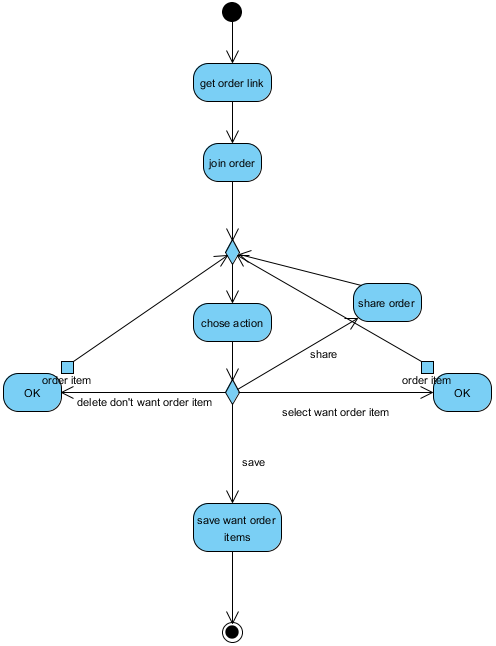 get order link
join order
chose action
share order
share
order item
order item
OK
OK
delete don't want order item
select want order item
save
save want order
items